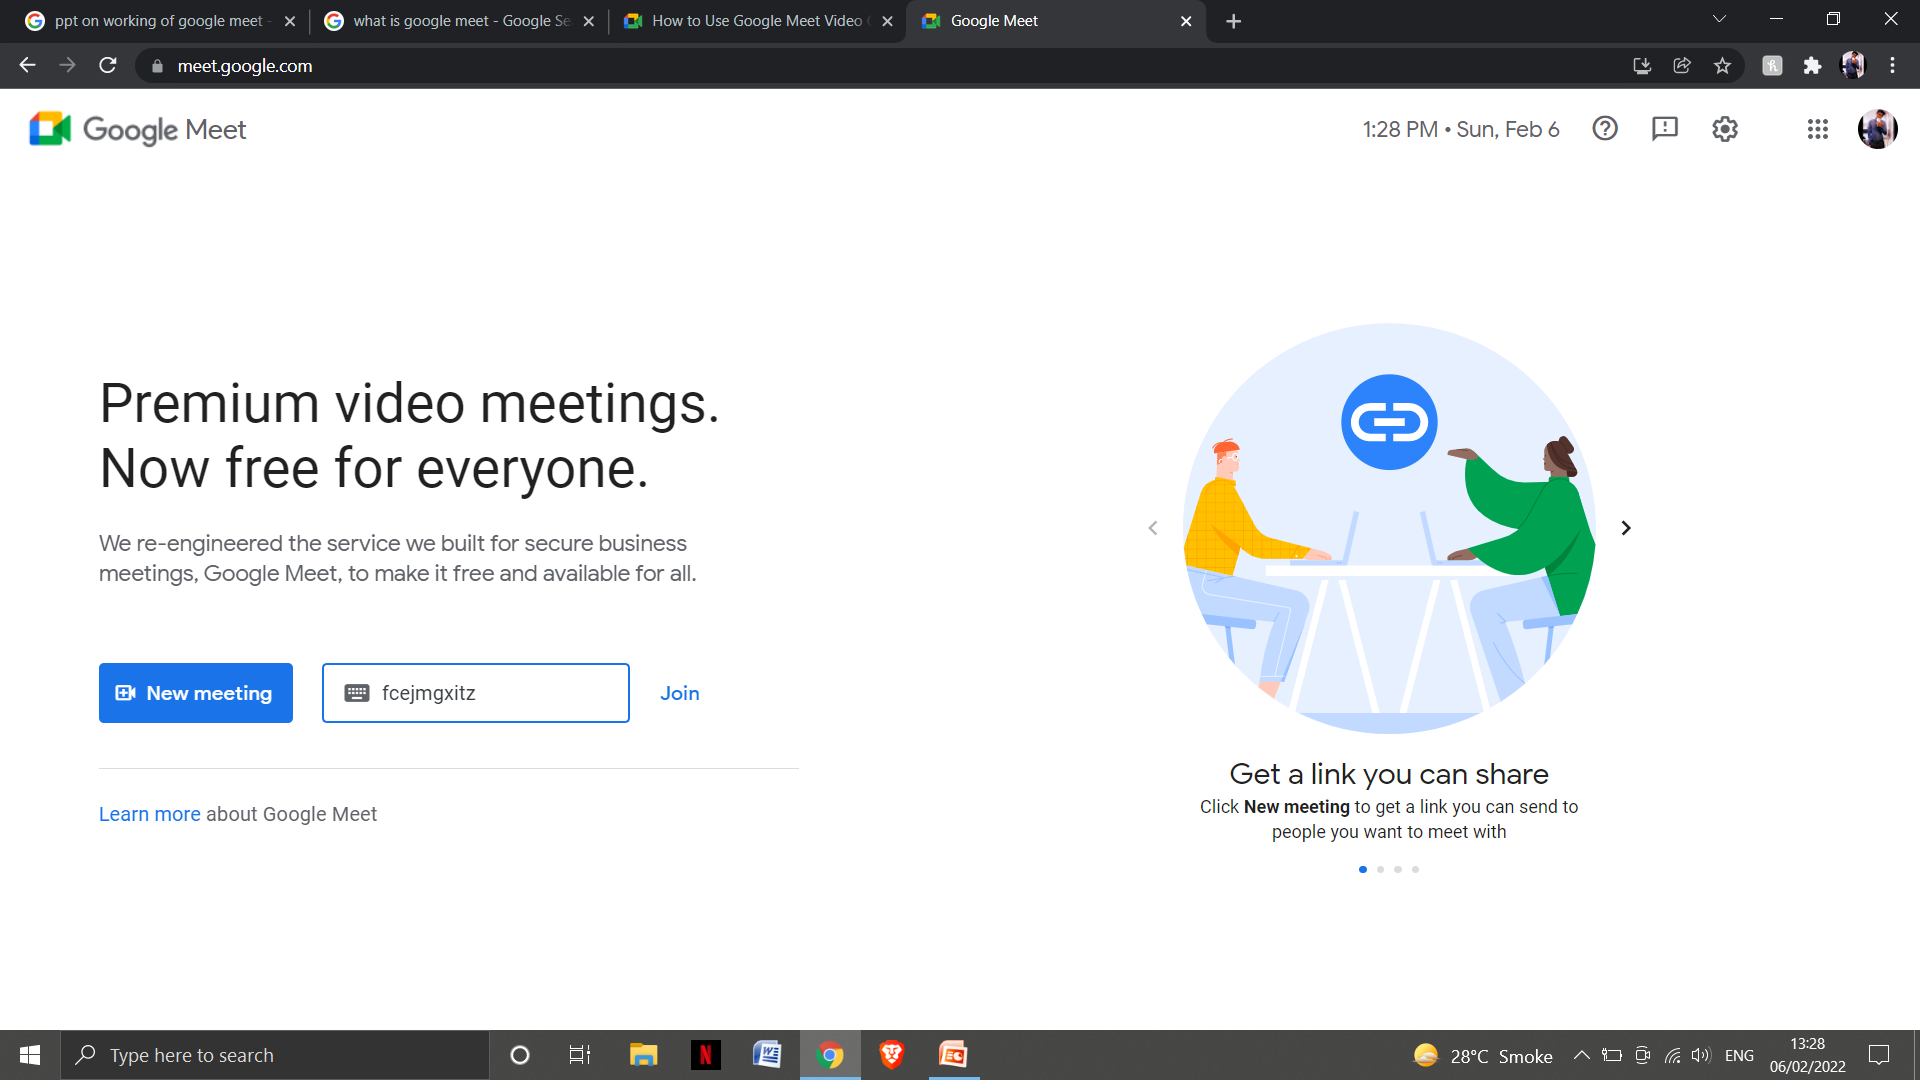 ppt on working of google meet -
what is google meet - Google Se
How to Use Google Meet Video
Google Meet
meet.google.com
Google Meet
1:28 PM • Sun, Feb 6
Premium video meetings.
Now free for everyone.
We re-engineered the service we built for secure business
meetings, Google Meet, to make it free and available for all.
New meeting
fcejmgxitz
Join
Learn more about Google Meet
Get a link you can share
Click New meeting to get a link you can send to
people you want to meet with
Type here to search
28°C Smoke
ENG
13:28
06/02/2022